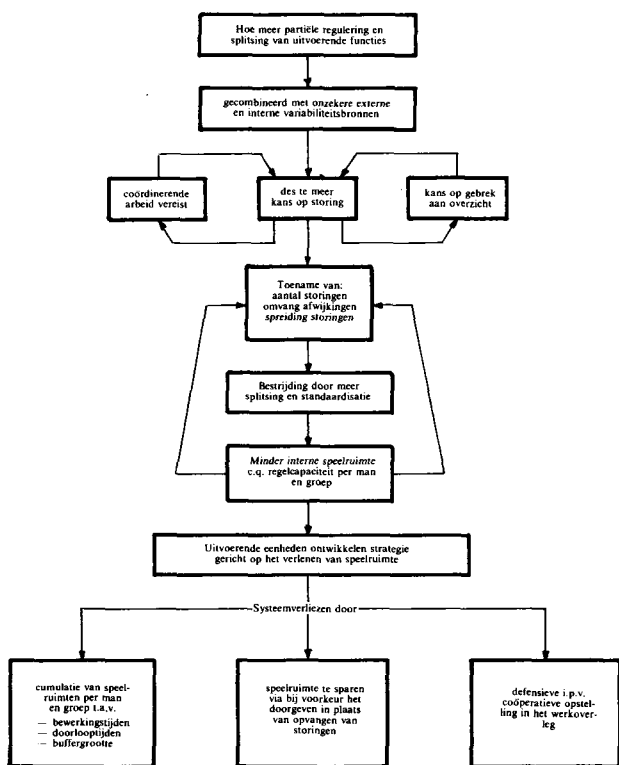 Hoe meer partiële regulering en
splitsing van uitvoerende functies
gecombineerd met onzekere externe
en interne variabiliteitsbronnen
coördinerende
arbeid vereist
des te meer
kans op storing
kans op gebrek
aan overzicht
Toename van:
aantal storingen
omvang afwijkingen
spreiding storingen
Bestrijding door meer
splitsing en standaardisatie
Minder interne speelruimte
c.q. regelcapaciteit per man
en groep
Uitvoerende eenheden ontwikkelen strategie
gericht op het verlenen van speelruimte
Systeemverliezen door
cumulatie van speel-
ruimten per man
en groep t.a.v.
— bewerkingstijden
— doorlooptijden
— buffergrootte
speelruimte te sparen
via bij voorkeur het
doorgeven in plaats
van opvangen van
storingen
defensieve i.p.v.
coöperatieve opstel-
ling in het werkover-
leg